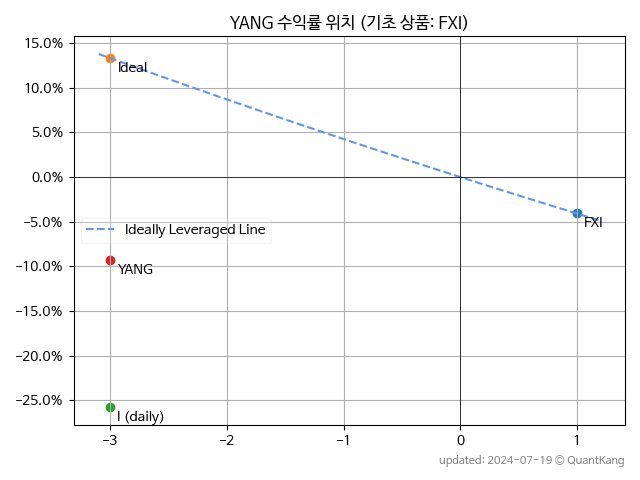 YANG 수익률 위치 (기초 상품: FXI)
15.0%
10.0%
5.0%
0.0%
−5.0%
−10.0%
−15.0%
−20.0%
−25.0%
Ideal
FXI
Ideally Leveraged Line
YANG
I (daily)
−3
−2
−1
0
1
updated: 2024-07-19 © QuantKang